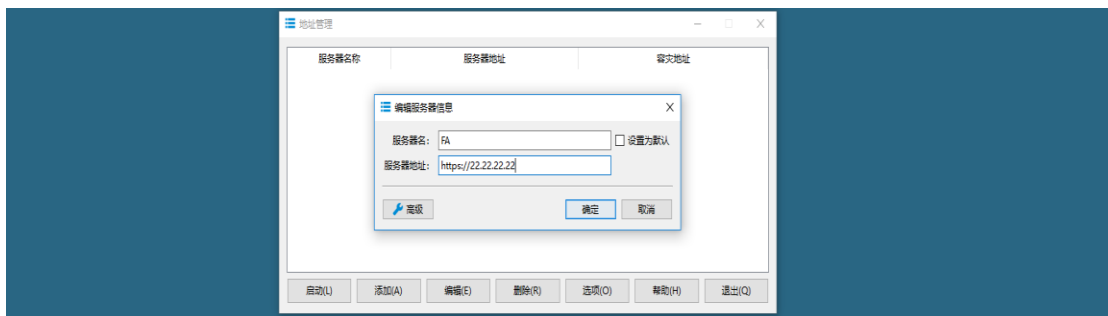 地址管理
服务器名称 服务器地址 容灾地址
编辑服务器信息
服务器名: FA 设置为默认
服务器地址: https://22.22.22.22
高级 确定 取消
启动(L) 添加(A) 编辑(E) 删除(R) 选项(O) 帮助(H) 退出(Q)